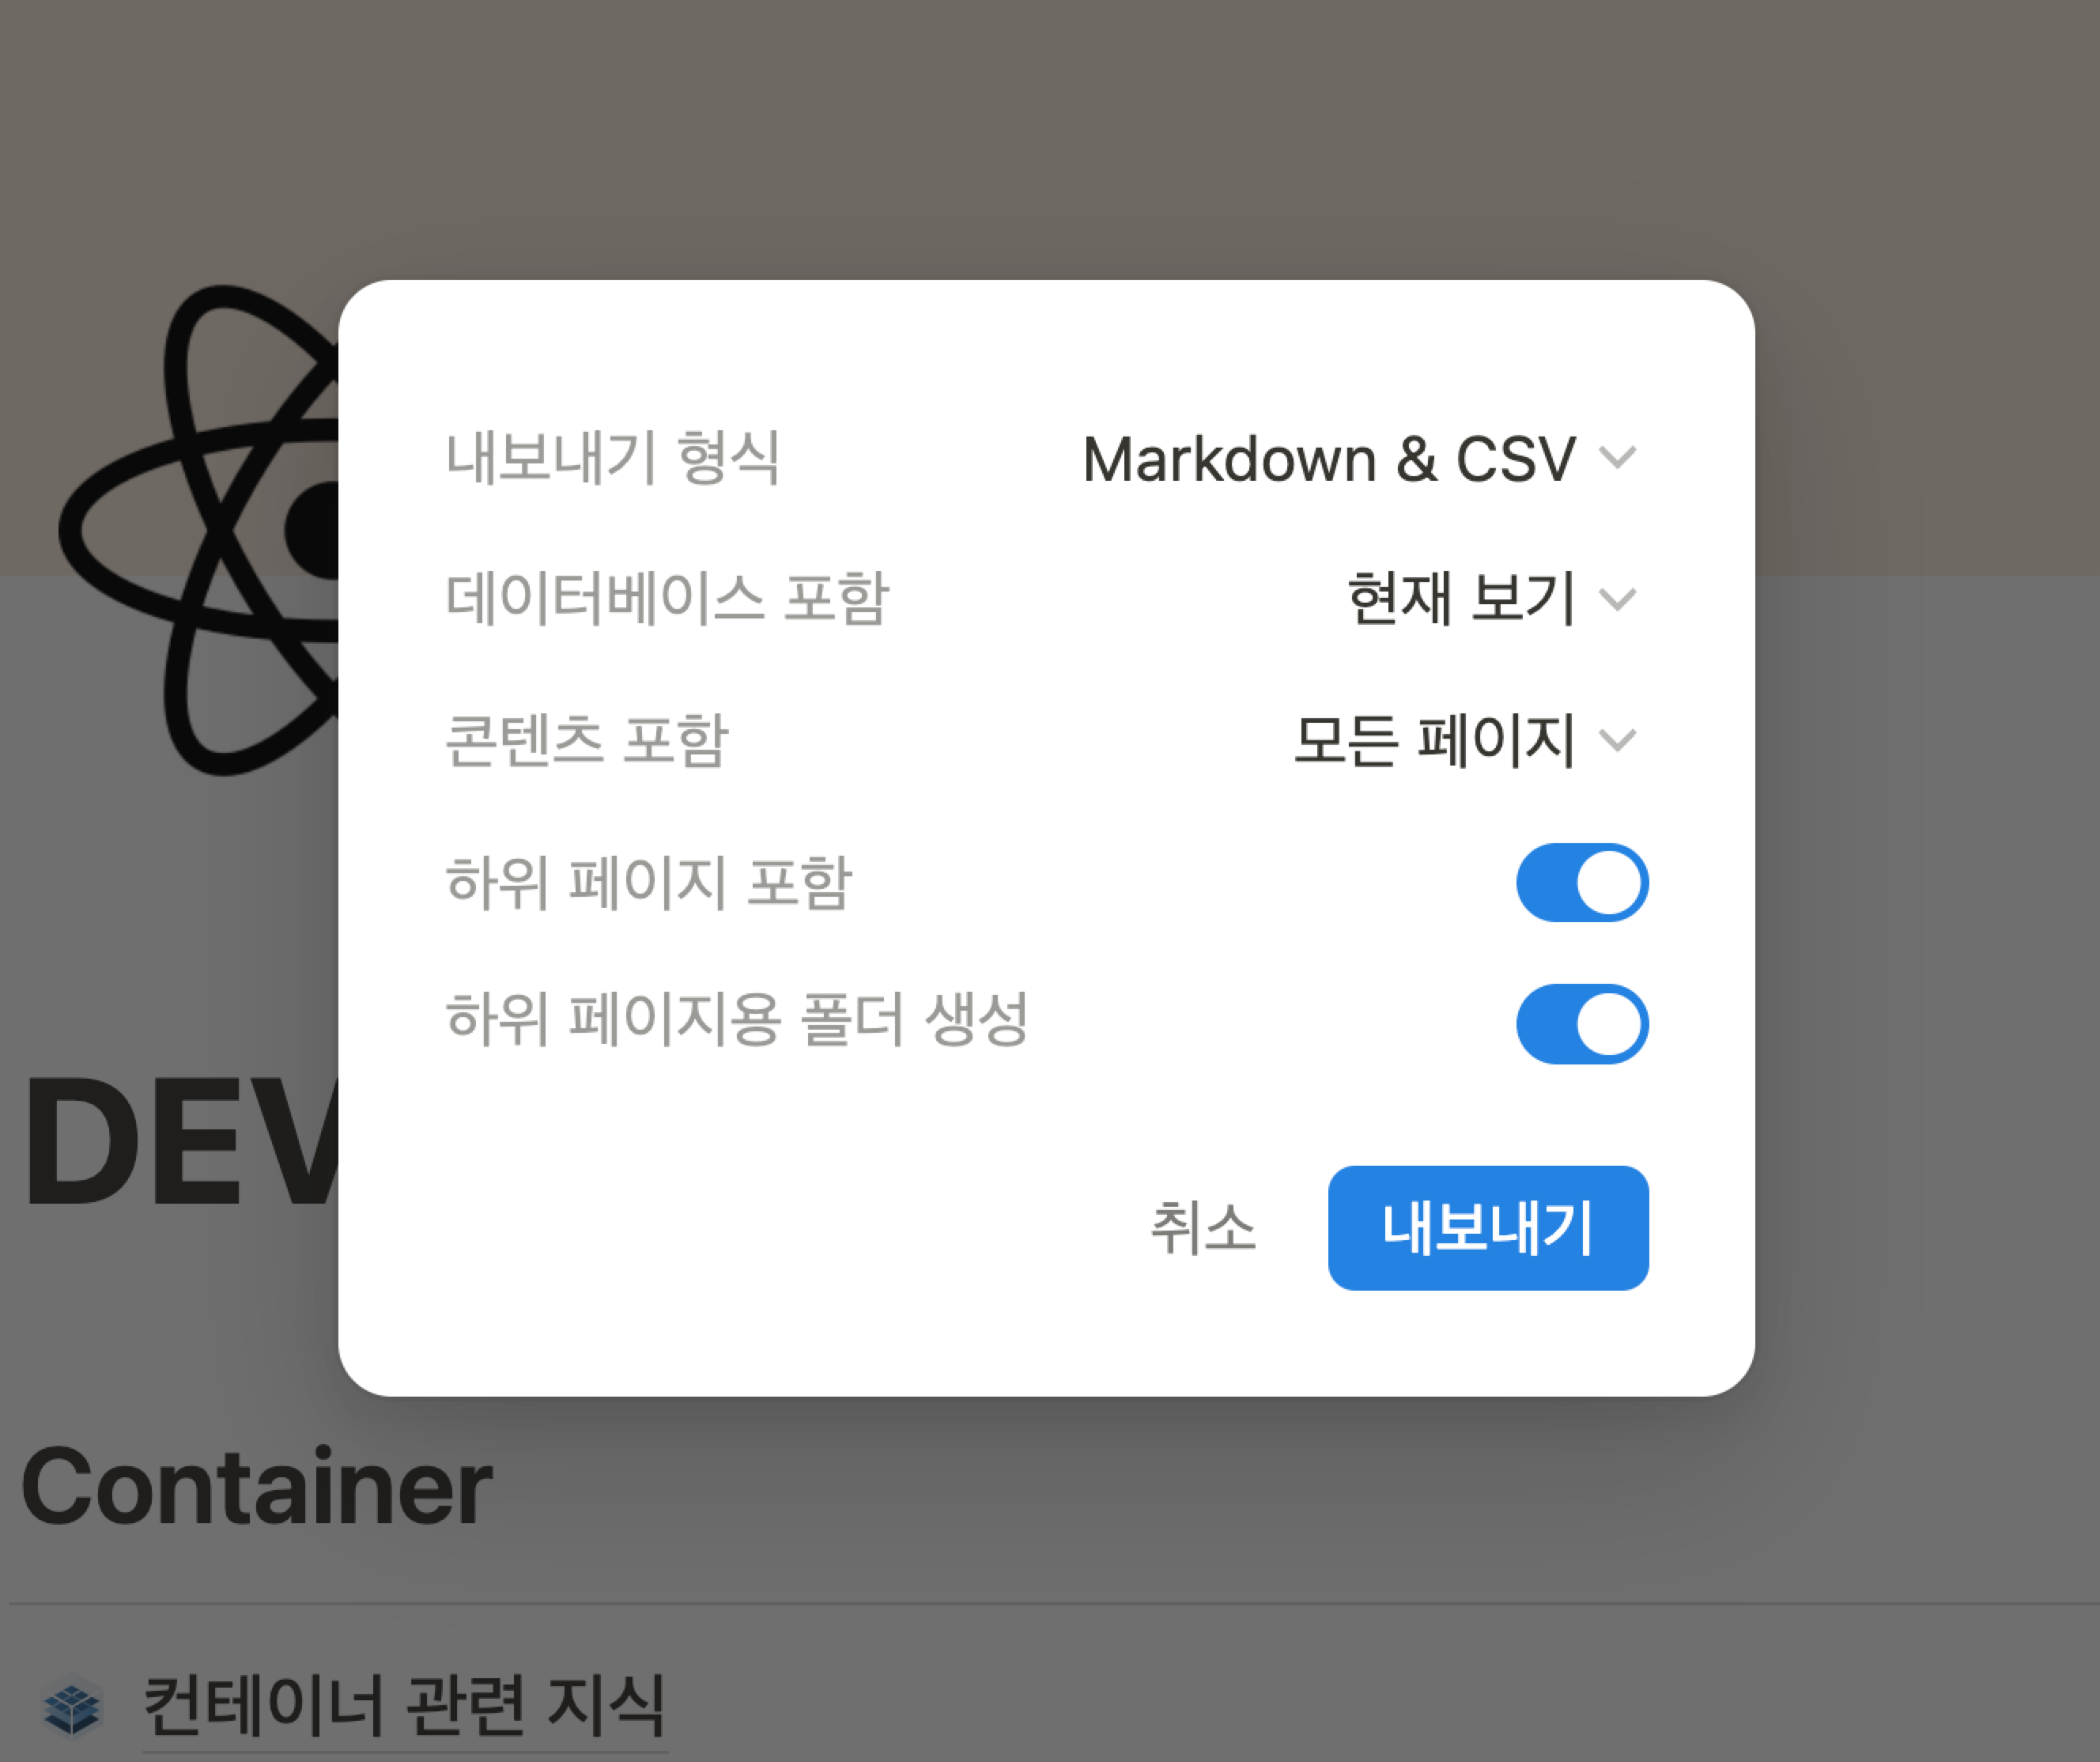 내보내기 형식 Markdown & CSV
데이터베이스 포함 현재 보기
콘텐츠 포함 모든 페이지
하위 페이지 포함
하위 페이지용 폴더 생성
취소 내보내기
DEV
Container
컨테이너 관련 지식